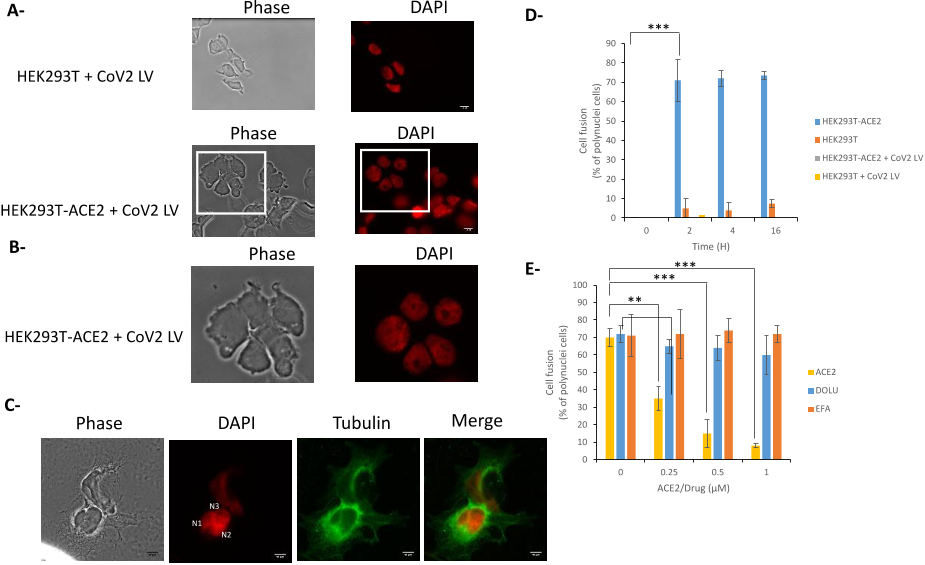 A-
Phase
DAPI
HEK293T + CoV2 LV
Phase
DAPI
HEK293T-ACE2 + CoV2 LV
B-
Phase
DAPI
HEK293T-ACE2 + CoV2 LV
C-
Phase
DAPI
Tubulin
Merge
N3
N1
N2
D-
***
Cell fusion
(% of polynuclei cells)
90
80
70
60
50
40
30
20
10
0
0
2
4
16
Time (H)
HEK293T-ACE2
HEK293T
HEK293T-ACE2 + CoV2 LV
HEK293T + CoV2 LV
E-
***
***
**
Cell fusion
(% of polynuclei cells)
100
90
80
70
60
50
40
30
20
10
0
0
0.25
0.5
1
ACE2/Drug (µM)
ACE2
DOLU
EFA